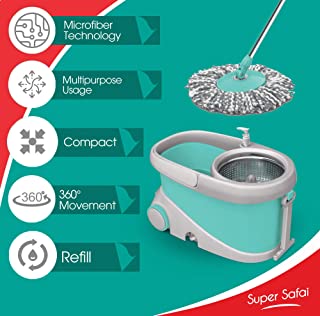 Microfiber
Technology
Multipurpose
Usage
Compact
360°
360°
Movement
Refill
Super Safai